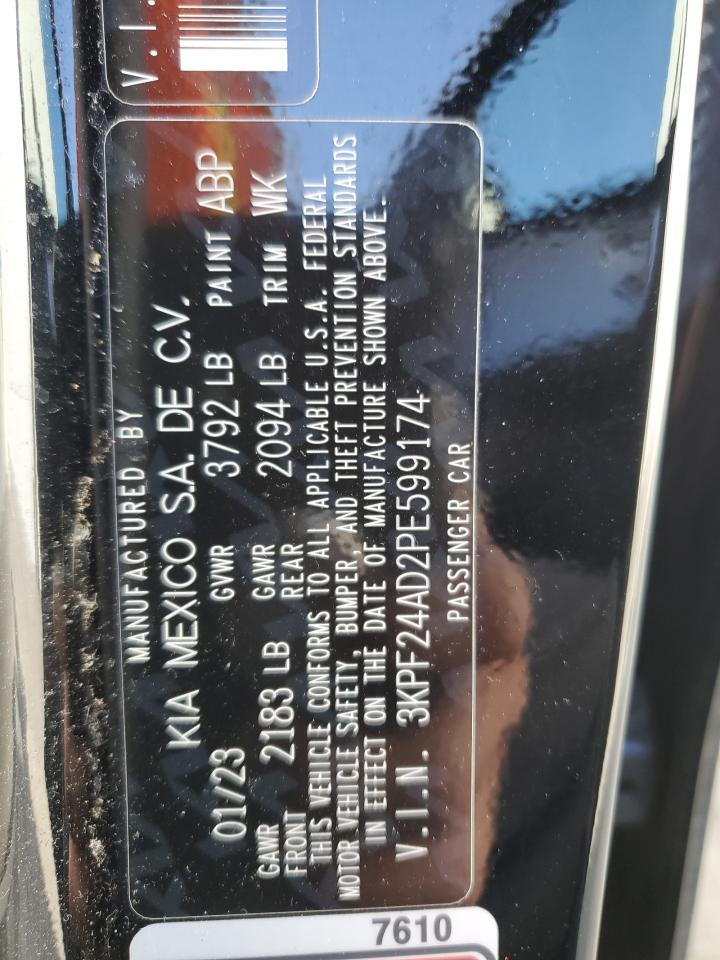 V.I.
MANUFACTURED BY
KIA MEXICO S.A. DE C.V.
01/23 GVWR 3792 LB PAINT ABP
GAWR FRONT 2183 LB GAWR REAR 2094 LB TRIM WK
THIS VEHICLE CONFORMS TO ALL APPLICABLE U.S.A. FEDERAL
MOTOR VEHICLE SAFETY, BUMPER, AND THEFT PREVENTION STANDARDS
IN EFFECT ON THE DATE OF MANUFACTURE SHOWN ABOVE.
V.I.N. 3KPF24AD2PE599174
PASSENGER CAR
7610